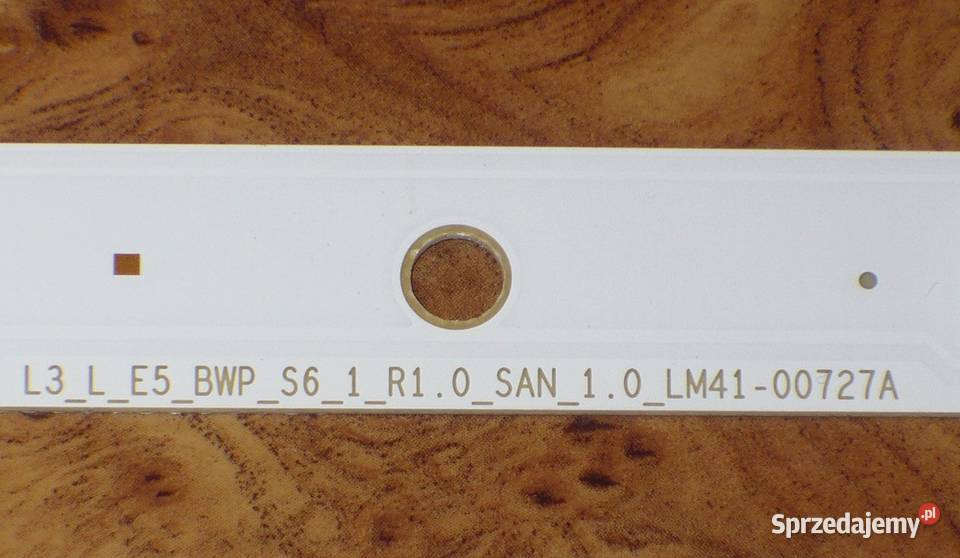 L3_L_E5_BWP_S6_1_R1.0_SAN_1.0_LM41-00727A
Sprzedajemy.pl